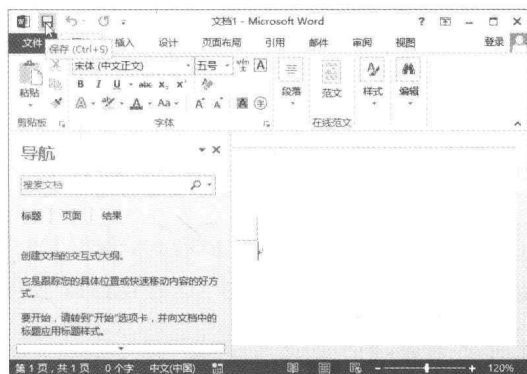 文档1 - Microsoft Word
文件 插入 设计 页面布局 引用 邮件 审阅 视图 登录
保存 (Ctrl+S)
宋体 (中文正文) 五号 wén A
B I U abc X₂ X²
A aby A Aa A A A 字
粘贴 段落 范文 样式 编辑
剪贴板 字体 在线范文
导航
搜索文档
标题 页面 结果
创建文档的交互式大纲。
它是跟踪您的具体位置或快速移动内容的好方
式。
要开始，请转到"开始"选项卡，并向文档中的
标题应用标题样式。
第 1 页，共 1 页 0 个字 中文(中国) 120%